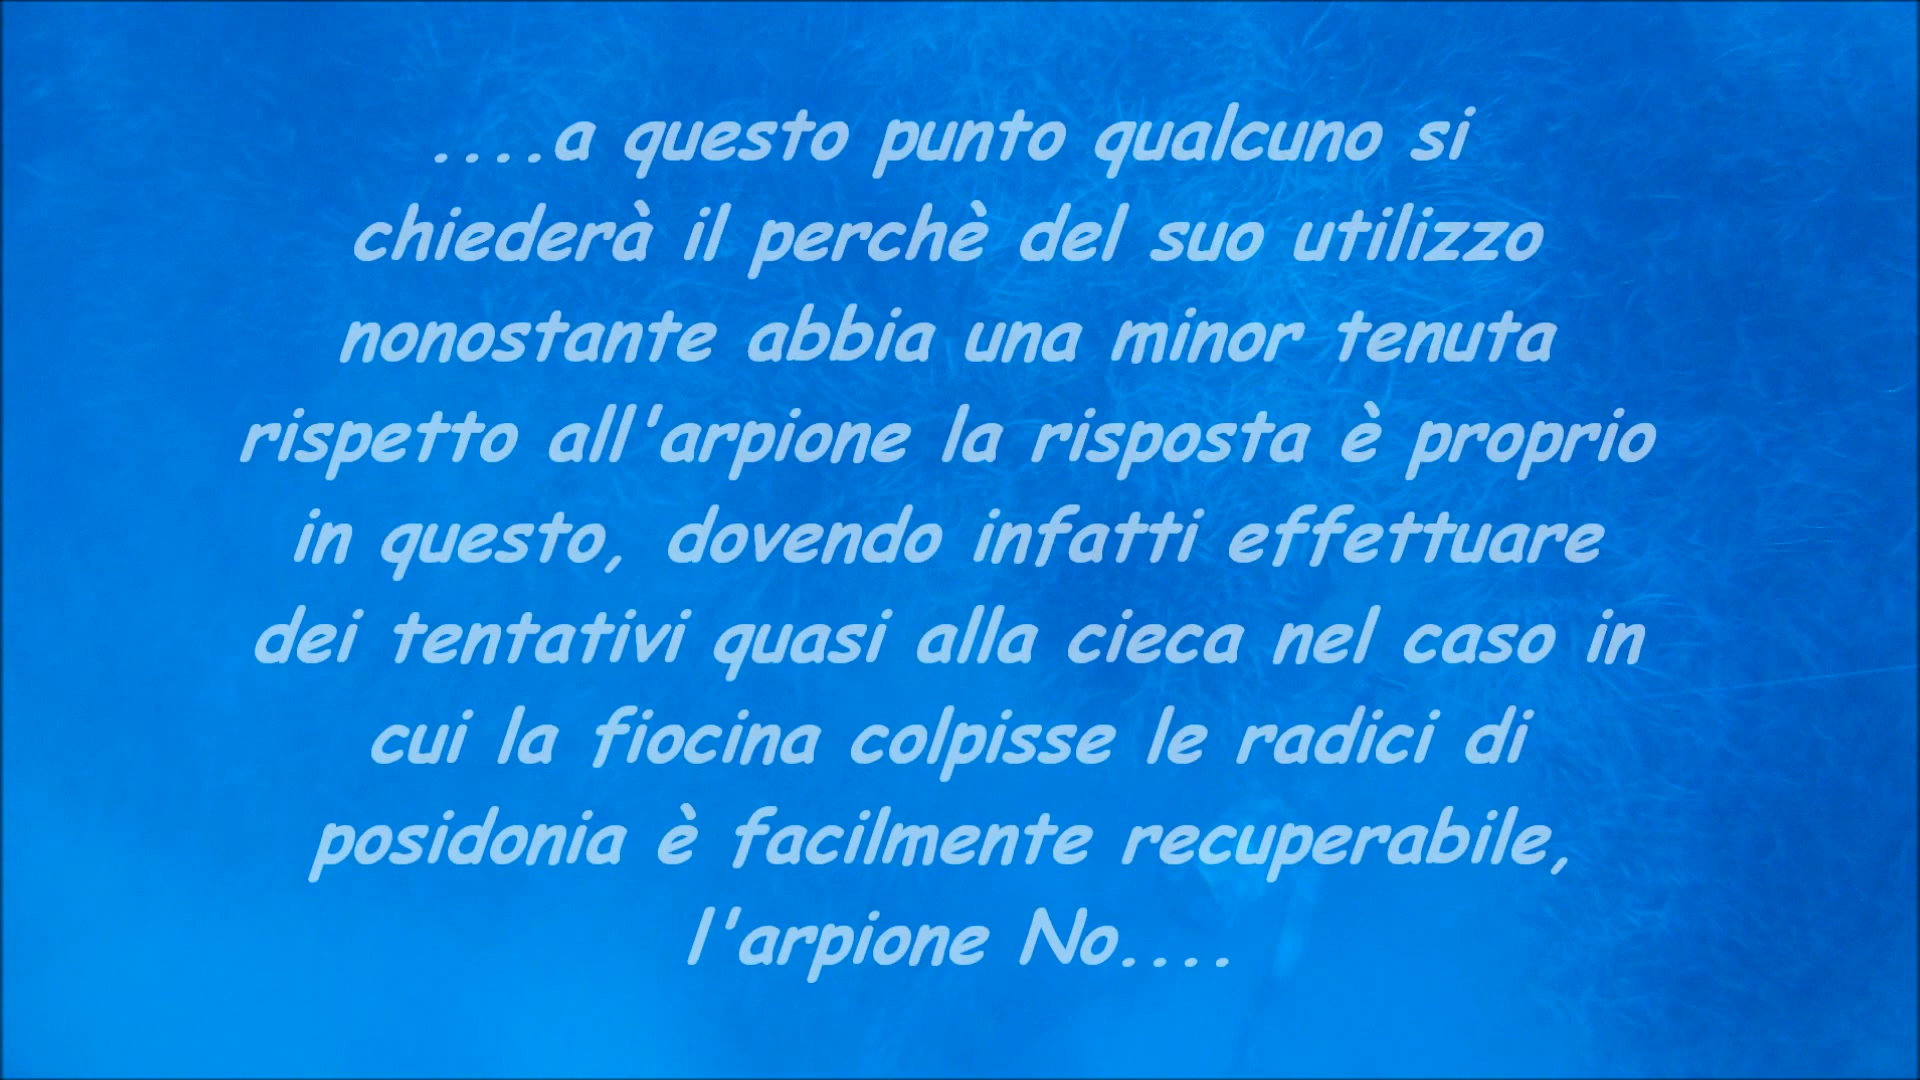 ....a questo punto qualcuno si
chiederà il perchè del suo utilizzo
nonostante abbia una minor tenuta
rispetto all'arpione la risposta è proprio
in questo, dovendo infatti effettuare
dei tentativi quasi alla cieca nel caso in
cui la fiocina colpisse le radici di
posidonia è facilmente recuperabile,
l'arpione No....